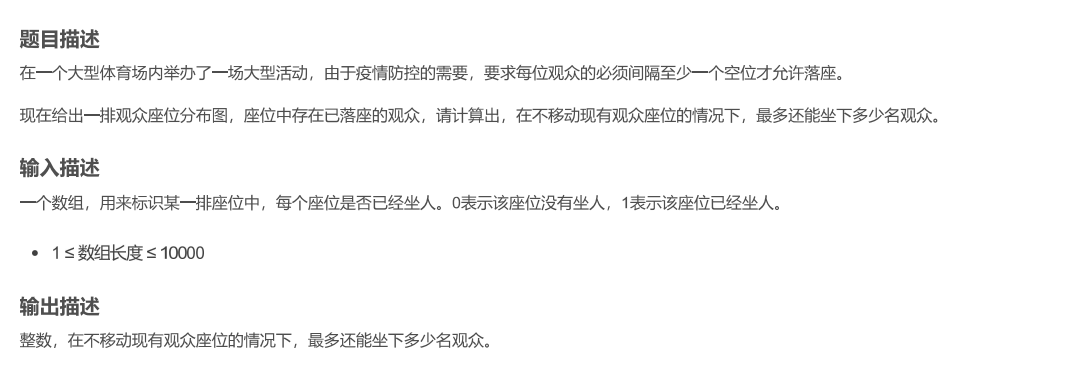 题目描述
在一个大型体育场内举办了一场大型活动，由于疫情防控的需要，要求每位观众的必须间隔至少一个空位才允许落座。
现在给出一排观众座位分布图，座位中存在已落座的观众，请计算出，在不移动现有观众座位的情况下，最多还能坐下多少名观众。
输入描述
一个数组，用来标识某一排座位中，每个座位是否已经坐人。0表示该座位没有坐人，1表示该座位已经坐人。
• 1 ≤ 数组长度 ≤ 10000
输出描述
整数，在不移动现有观众座位的情况下，最多还能坐下多少名观众。